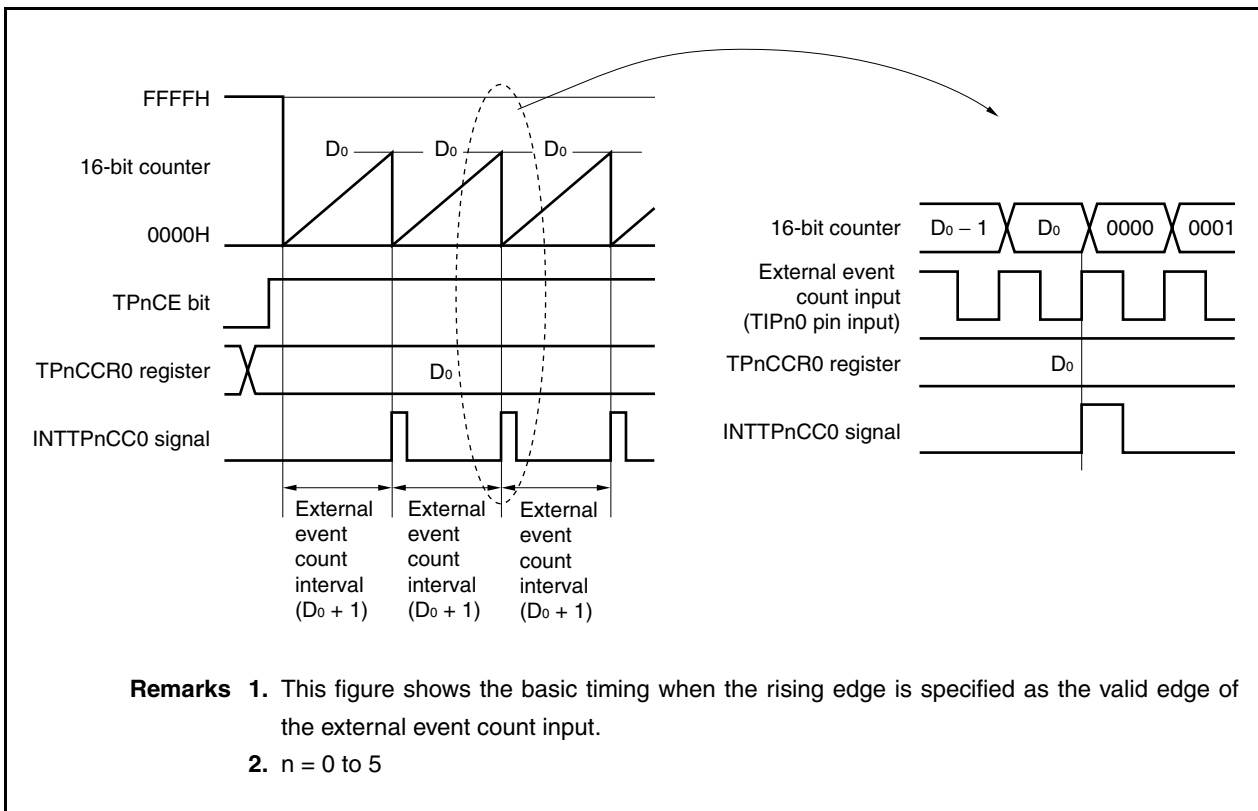 FFFFH
16-bit counter
0000H
D₀ D₀ D₀
TPnCE bit
TPnCCR0 register
D₀
INTTPnCC0 signal
External
event
count
interval
(D₀ + 1)
External
event
count
interval
(D₀ + 1)
External
event
count
interval
(D₀ + 1)
16-bit counter
D₀ − 1 D₀ 0000 0001
External event
count input
(TIPn0 pin input)
TPnCCR0 register
D₀
INTTPnCC0 signal
Remarks 1. This figure shows the basic timing when the rising edge is specified as the valid edge of
the external event count input.
2. n = 0 to 5